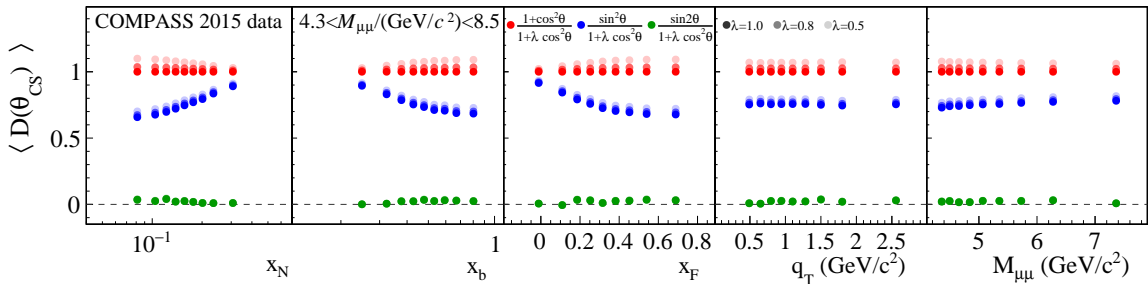 COMPASS 2015 data
4.3<M_μμ/(GeV/c²)<8.5
1+cos²θ / 1+λ cos²θ   sin²θ / 1+λ cos²θ   sin2θ / 1+λ cos²θ
λ=1.0   λ=0.8   λ=0.5
⟨ D(θ_CS) ⟩
1
0.5
0
10⁻¹   1   0 0.2 0.4 0.6 0.8   0.5 1 1.5 2 2.5   5 6 7
x_N   x_b   x_F   q_T (GeV/c²)   M_μμ (GeV/c²)